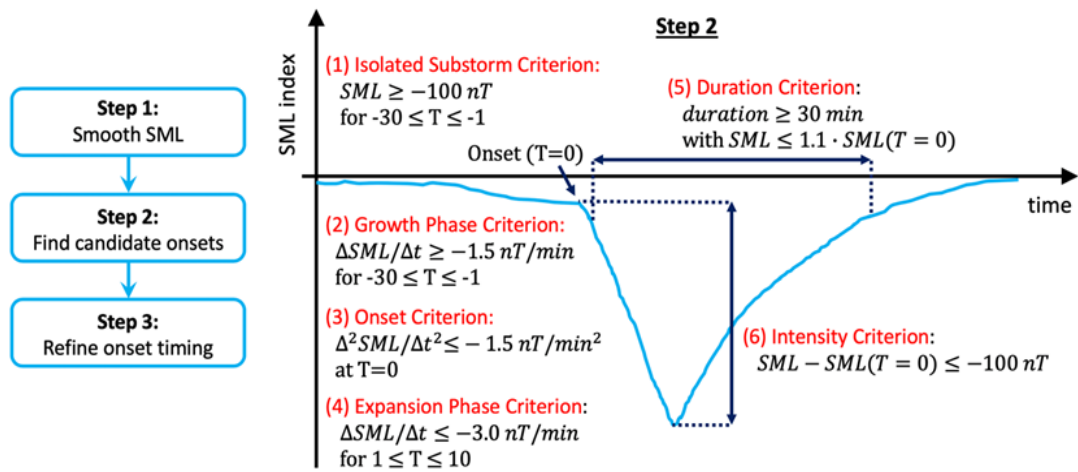 Step 1:
Smooth SML
Step 2:
Find candidate onsets
Step 3:
Refine onset timing
Step 2
SML index
(1) Isolated Substorm Criterion:
SML ≥ −100 nT
for -30 ≤ T ≤ -1
(5) Duration Criterion:
duration ≥ 30 min
with SML ≤ 1.1 · SML(T = 0)
Onset (T=0)
time
(2) Growth Phase Criterion:
ΔSML/Δt ≥ −1.5 nT/min
for -30 ≤ T ≤ -1
(3) Onset Criterion:
Δ²SML/Δt² ≤ − 1.5 nT/min²
at T=0
(6) Intensity Criterion:
SML − SML(T = 0) ≤ −100 nT
(4) Expansion Phase Criterion:
ΔSML/Δt ≤ −3.0 nT/min
for 1 ≤ T ≤ 10